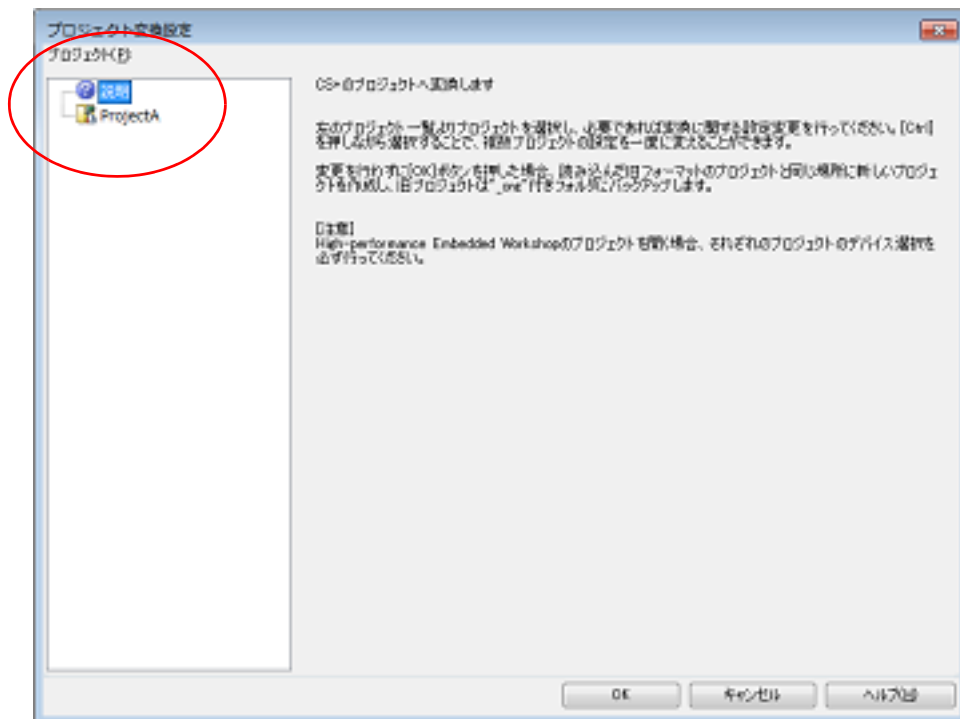 プロジェクト変換設定
プロジェクト(P)
説明
ProjectA
CS+のプロジェクトへ変換します
左のプロジェクト一覧よりプロジェクトを選択し、必要であれば変換に関する設定変更を行ってください。[Ctrl]
を押しながら選択することで、複数プロジェクトの設定を一度に変えることができます。
変更を行わずに[OK]ボタンを押した場合、読み込んだ旧フォーマットのプロジェクトと同じ場所に新しいプロジェ
クトを作成し、旧プロジェクトは"_org"付きフォルダにバックアップします。
【注意】
High-performance Embedded Workshopのプロジェクトを開く場合、それぞれのプロジェクトのデバイス選択を
必ず行ってください。
OK
キャンセル
ヘルプ(H)